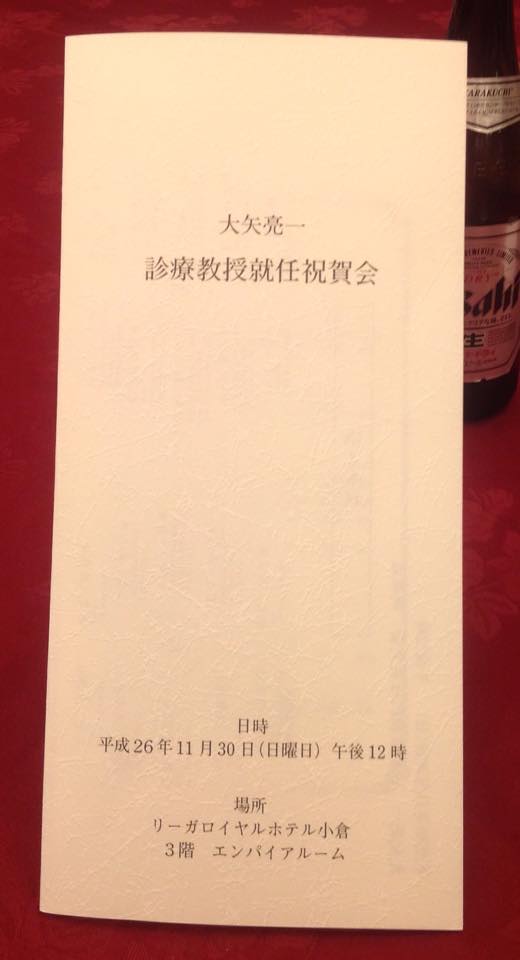 大矢亮一
診療教授就任祝賀会
日時
平成26年11月30日(日曜日) 午後12時
場所
リーガロイヤルホテル小倉
3階 エンパイアルーム
KARAKUCHI
Asahi
生